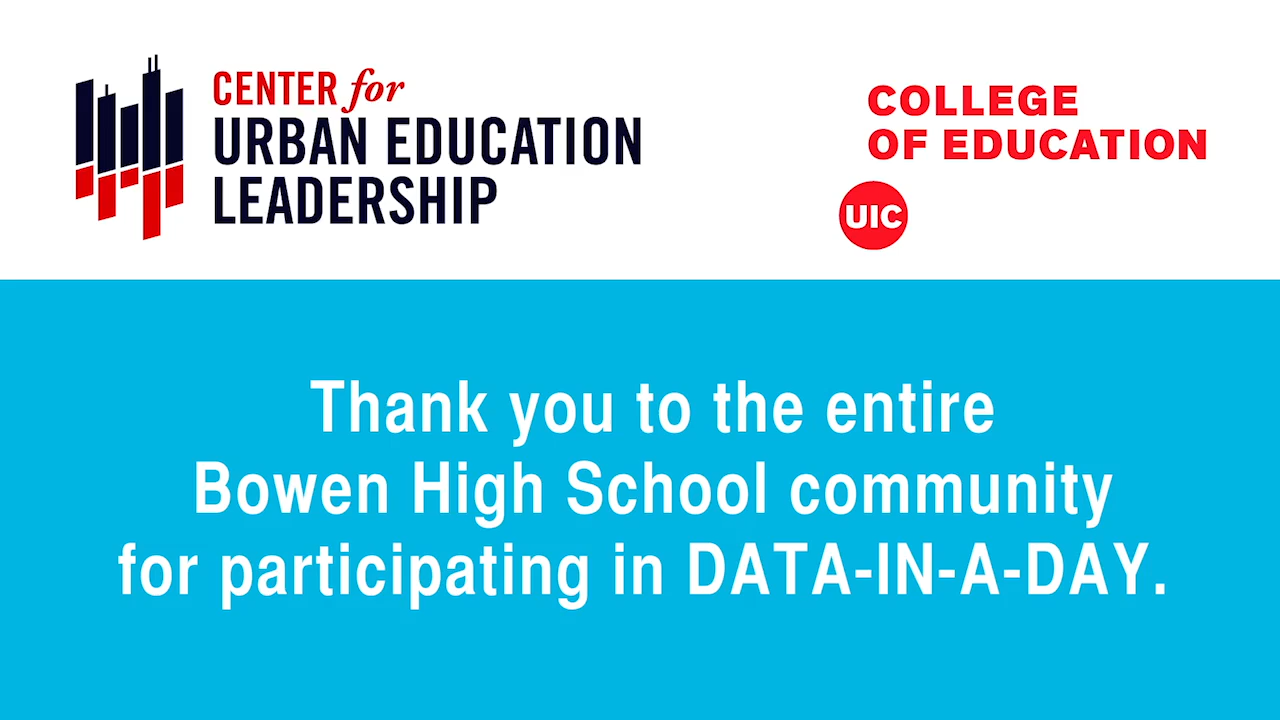 CENTER for
URBAN EDUCATION
LEADERSHIP
COLLEGE
OF EDUCATION
UIC
Thank you to the entire
Bowen High School community
for participating in DATA-IN-A-DAY.